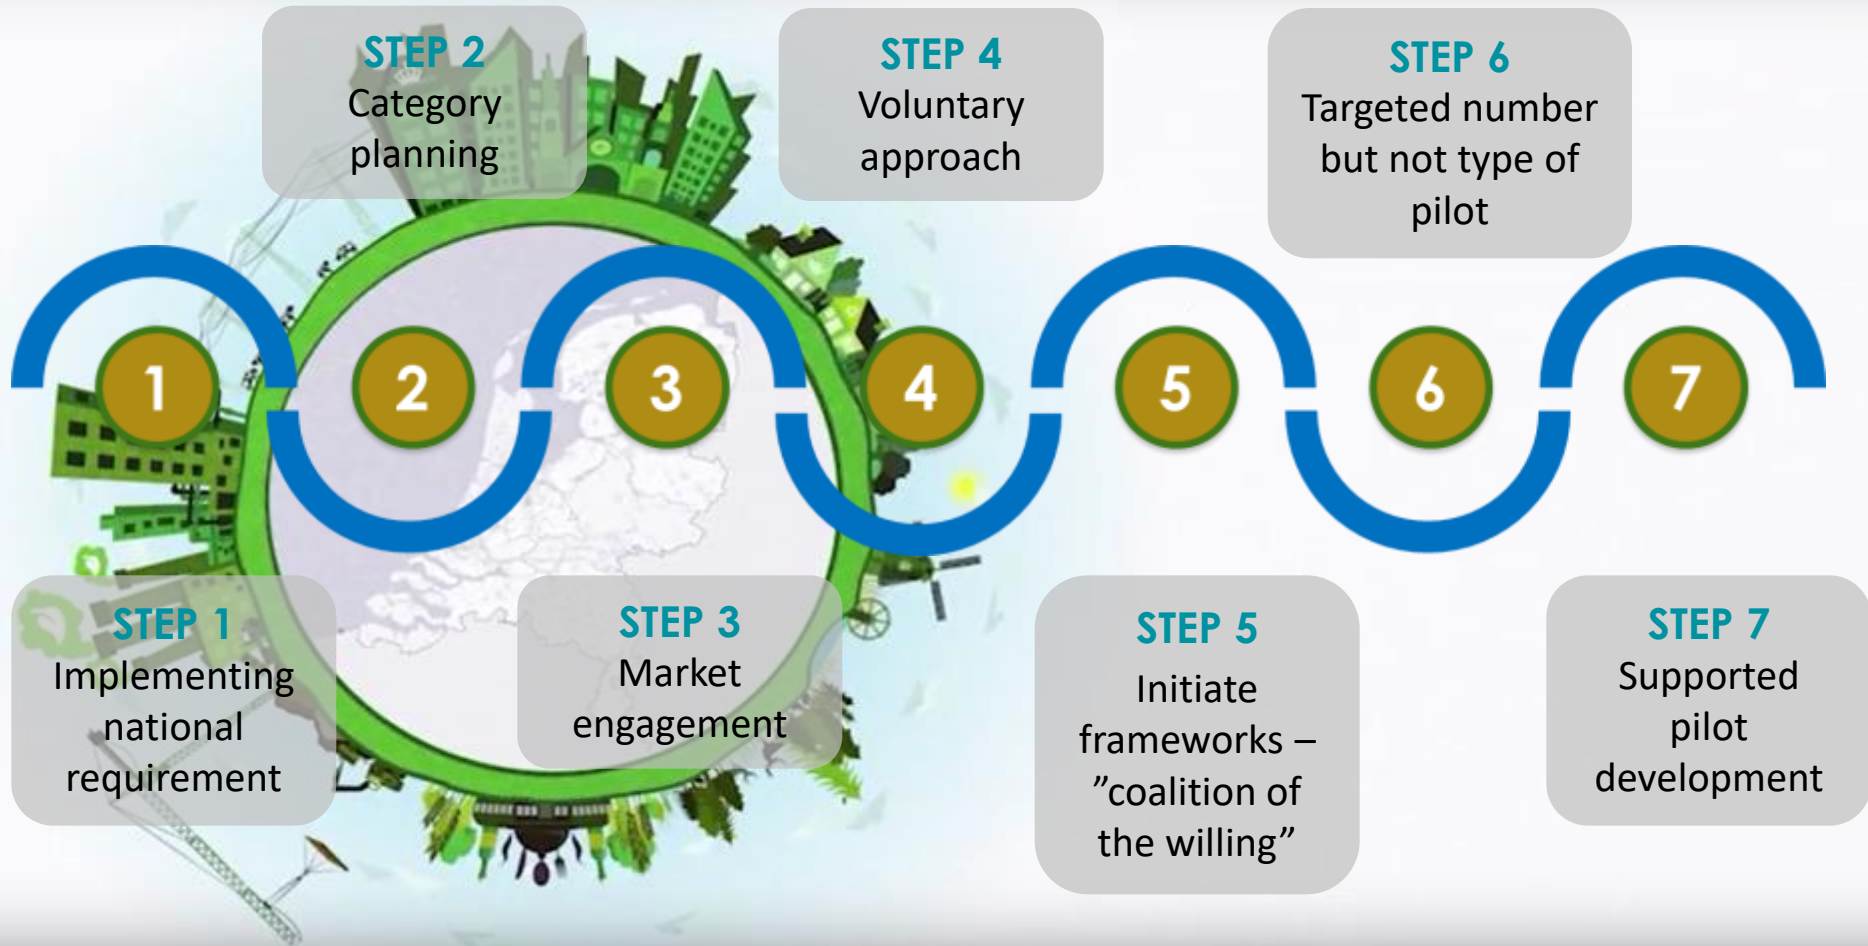 STEP 2
Category
planning
STEP 4
Voluntary
approach
STEP 6
Targeted number
but not type of
pilot
1
2
3
4
5
6
7
STEP 1
Implementing
national
requirement
STEP 3
Market
engagement
STEP 5
Initiate
frameworks –
”coalition of
the willing”
STEP 7
Supported
pilot
development